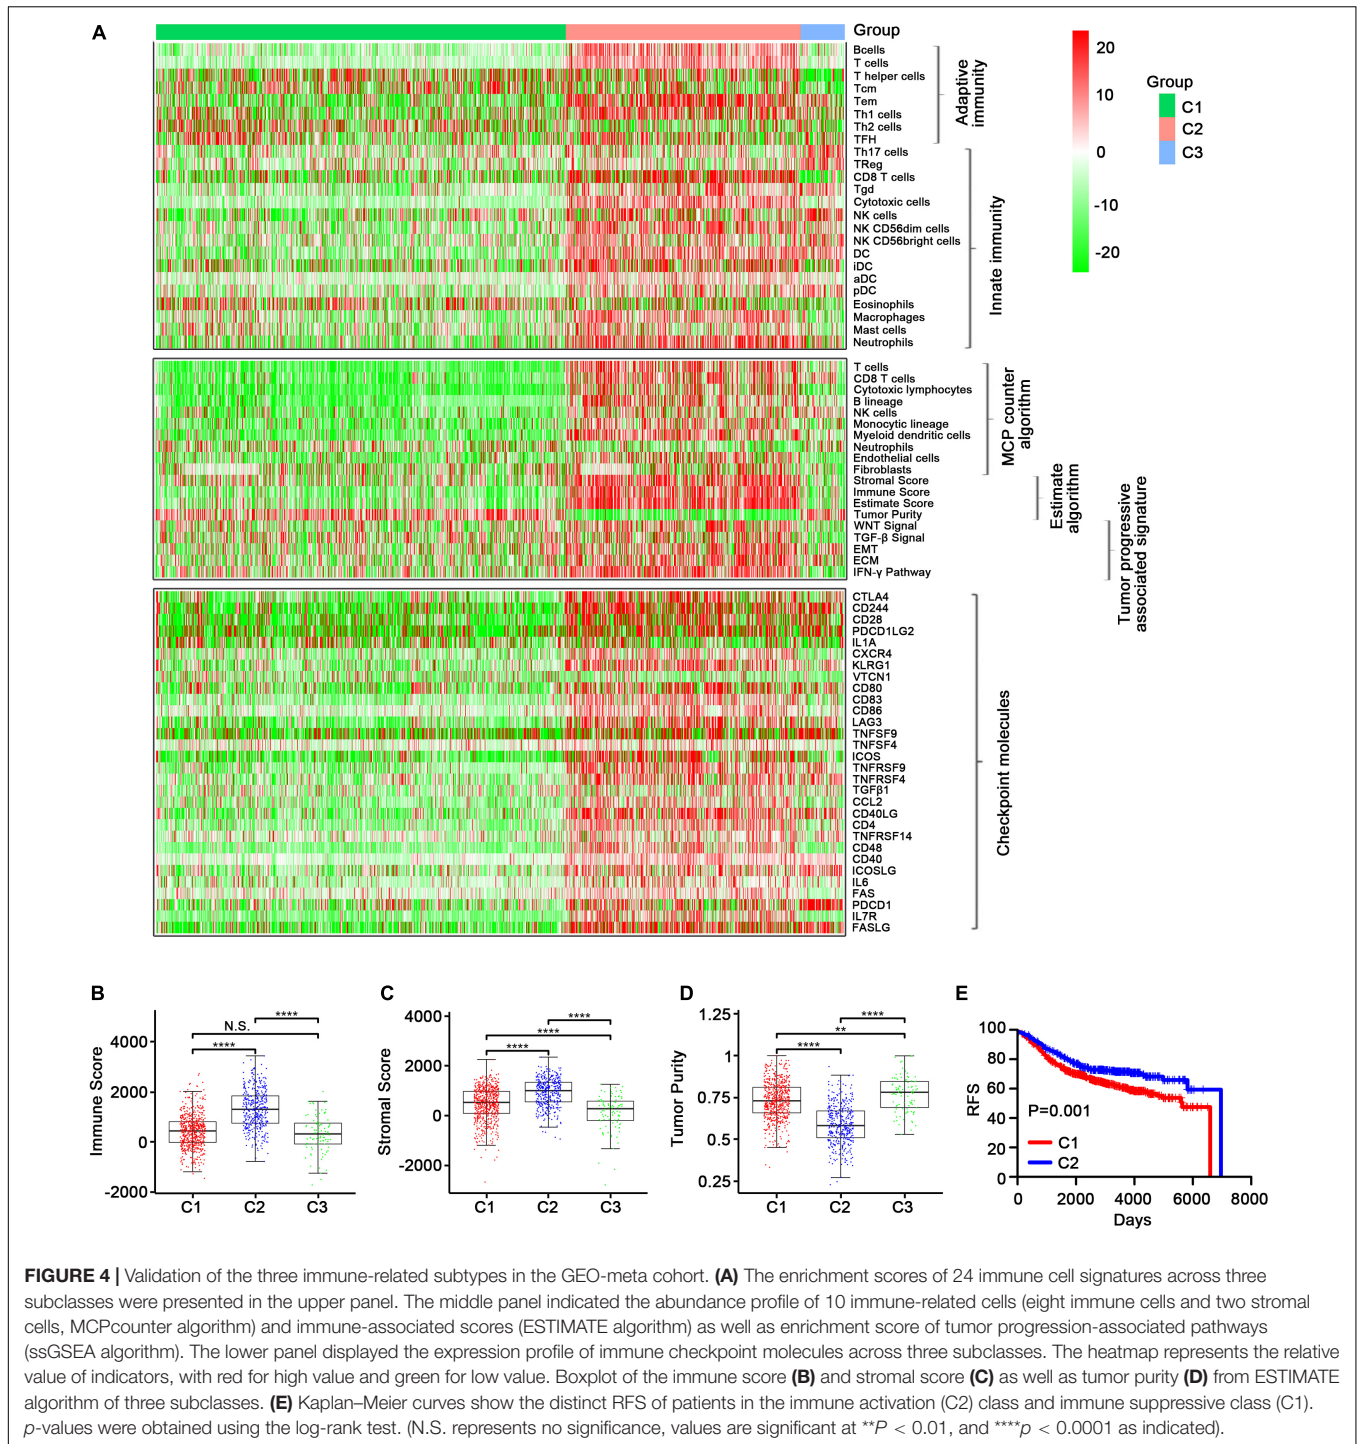 A
Group
Bcells
T cells
T helper cells
Tcm
Tem
Th1 cells
Th2 cells
TFH
Th17 cells
TReg
CD8 T cells
Tgd
Cytotoxic cells
NK cells
NK CD56dim cells
NK CD56bright cells
DC
iDC
aDC
pDC
Eosinophils
Macrophages
Mast cells
Neutrophils
Adaptive
immunity
Innate immunity
20
10
0
-10
-20
Group
C1
C2
C3
T cells
CD8 T cells
Cytotoxic lymphocytes
B lineage
NK cells
Monocytic lineage
Myeloid dendritic cells
Neutrophils
Endothelial cells
Fibroblasts
Stromal Score
Immune Score
Estimate Score
Tumor Purity
WNT Signal
TGF-β Signal
EMT
ECM
IFN-γ Pathway
MCP counter
algorithm
Estimate
algorithm
Tumor progressive
associated signature
CTLA4
CD244
CD28
PDCD1LG2
IL1A
CXCR4
KLRG1
VTCN1
CD80
CD83
CD86
LAG3
TNFSF9
TNFSF4
ICOS
TNFRSF9
TNFRSF4
TGFβ1
CCL2
CD40LG
CD4
TNFRSF14
CD48
CD40
ICOSLG
IL6
FAS
PDCD1
IL7R
FASLG
Checkpoint molecules
B
Immune Score
4000
2000
0
-2000
N.S.
****
****
C1 C2 C3
C
Stromal Score
4000
2000
0
-2000
****
****
****
C1 C2 C3
D
Tumor Purity
1.25
1
0.75
0.5
0.25
****
**
****
C1 C2 C3
E
RFS
100
80
60
40
20
0
P=0.001
C1
C2
0 2000 4000 6000 8000
Days
FIGURE 4 | Validation of the three immune-related subtypes in the GEO-meta cohort. (A) The enrichment scores of 24 immune cell signatures across three
subclasses were presented in the upper panel. The middle panel indicated the abundance profile of 10 immune-related cells (eight immune cells and two stromal
cells, MCPcounter algorithm) and immune-associated scores (ESTIMATE algorithm) as well as enrichment score of tumor progression-associated pathways
(ssGSEA algorithm). The lower panel displayed the expression profile of immune checkpoint molecules across three subclasses. The heatmap represents the relative
value of indicators, with red for high value and green for low value. Boxplot of the immune score (B) and stromal score (C) as well as tumor purity (D) from ESTIMATE
algorithm of three subclasses. (E) Kaplan–Meier curves show the distinct RFS of patients in the immune activation (C2) class and immune suppressive class (C1).
p-values were obtained using the log-rank test. (N.S. represents no significance, values are significant at **P < 0.01, and ****p < 0.0001 as indicated).